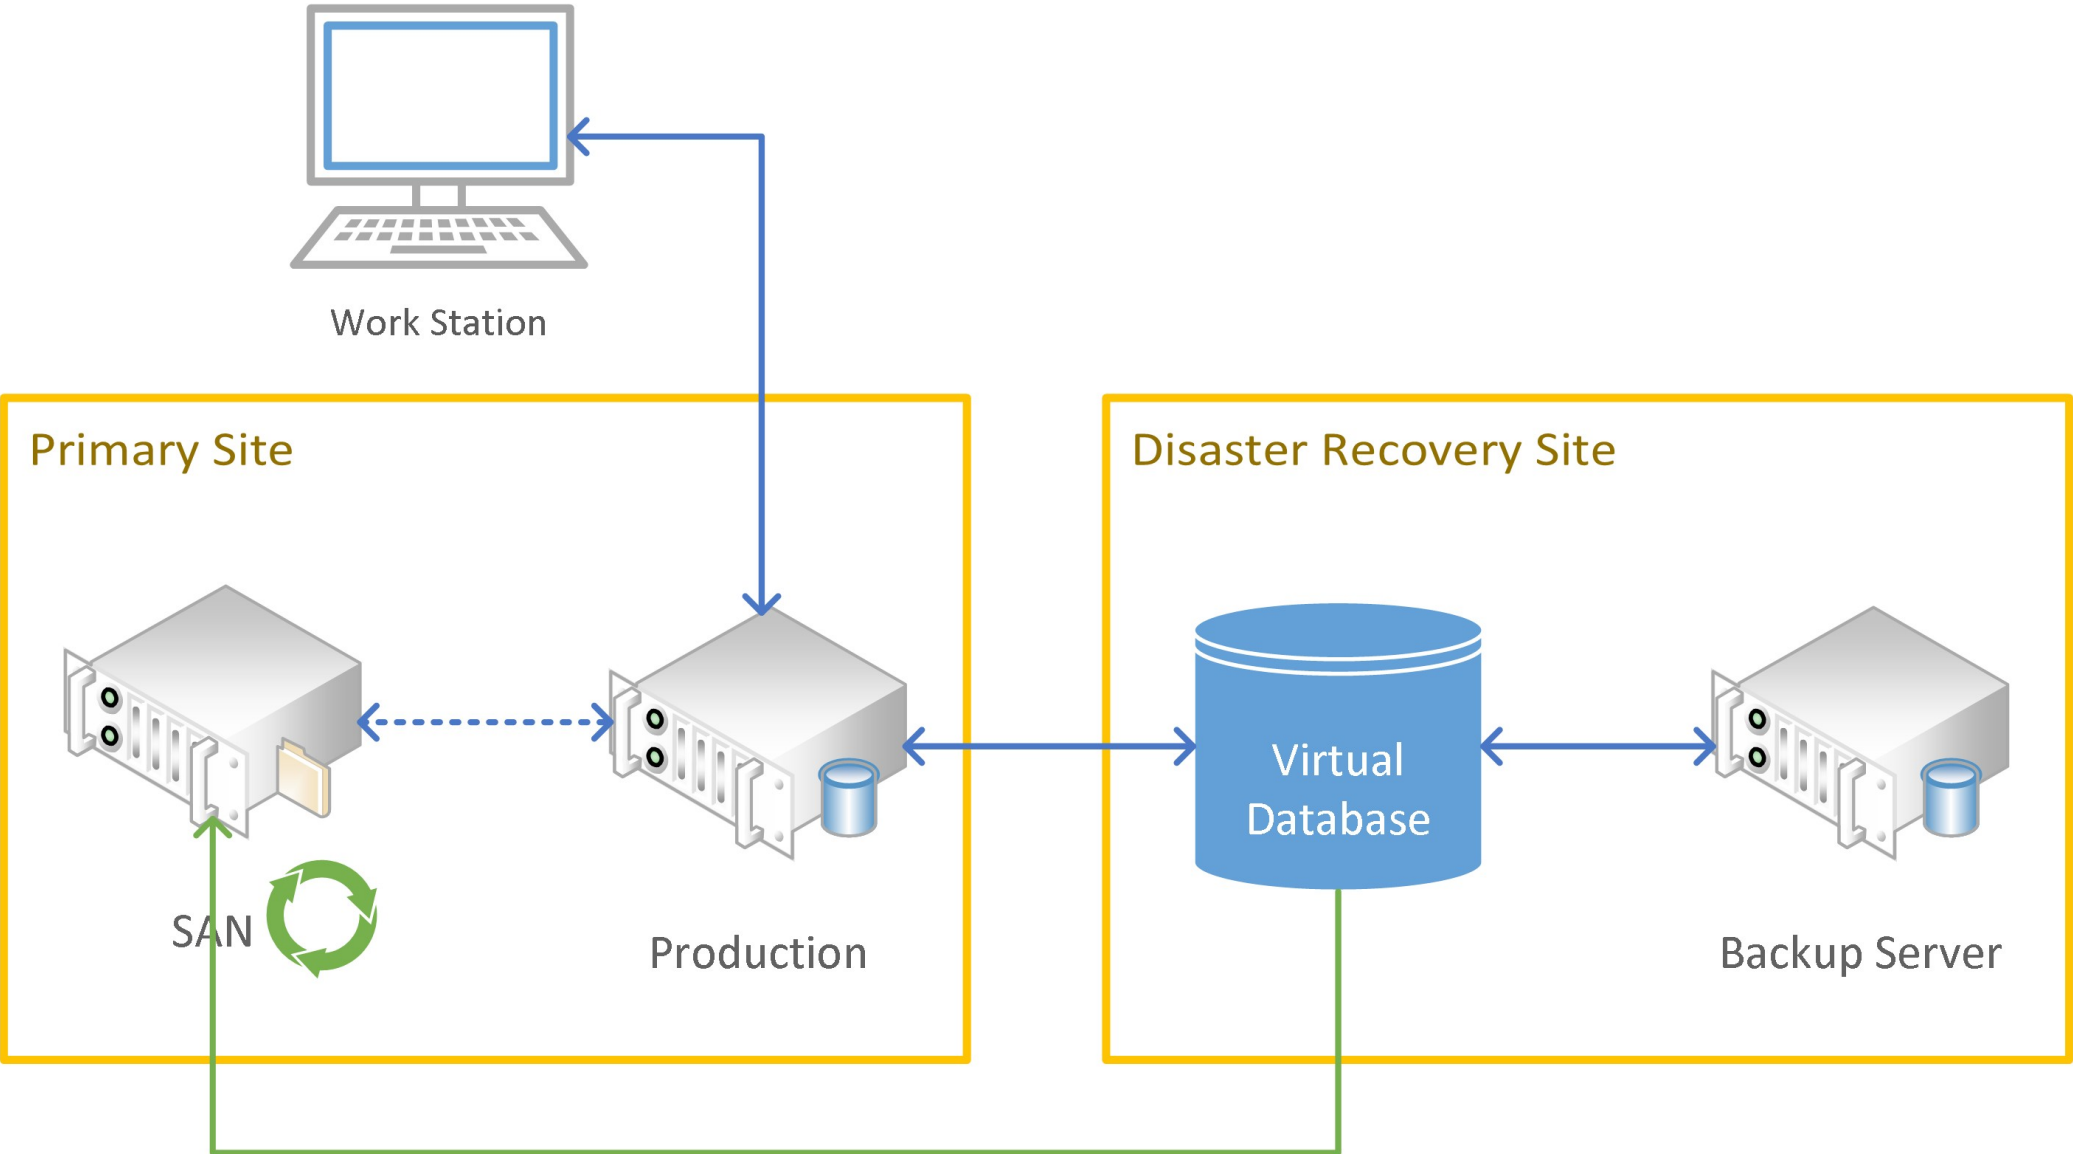 Work Station
Primary Site
Disaster Recovery Site
Virtual
Database
SAN
Production
Backup Server